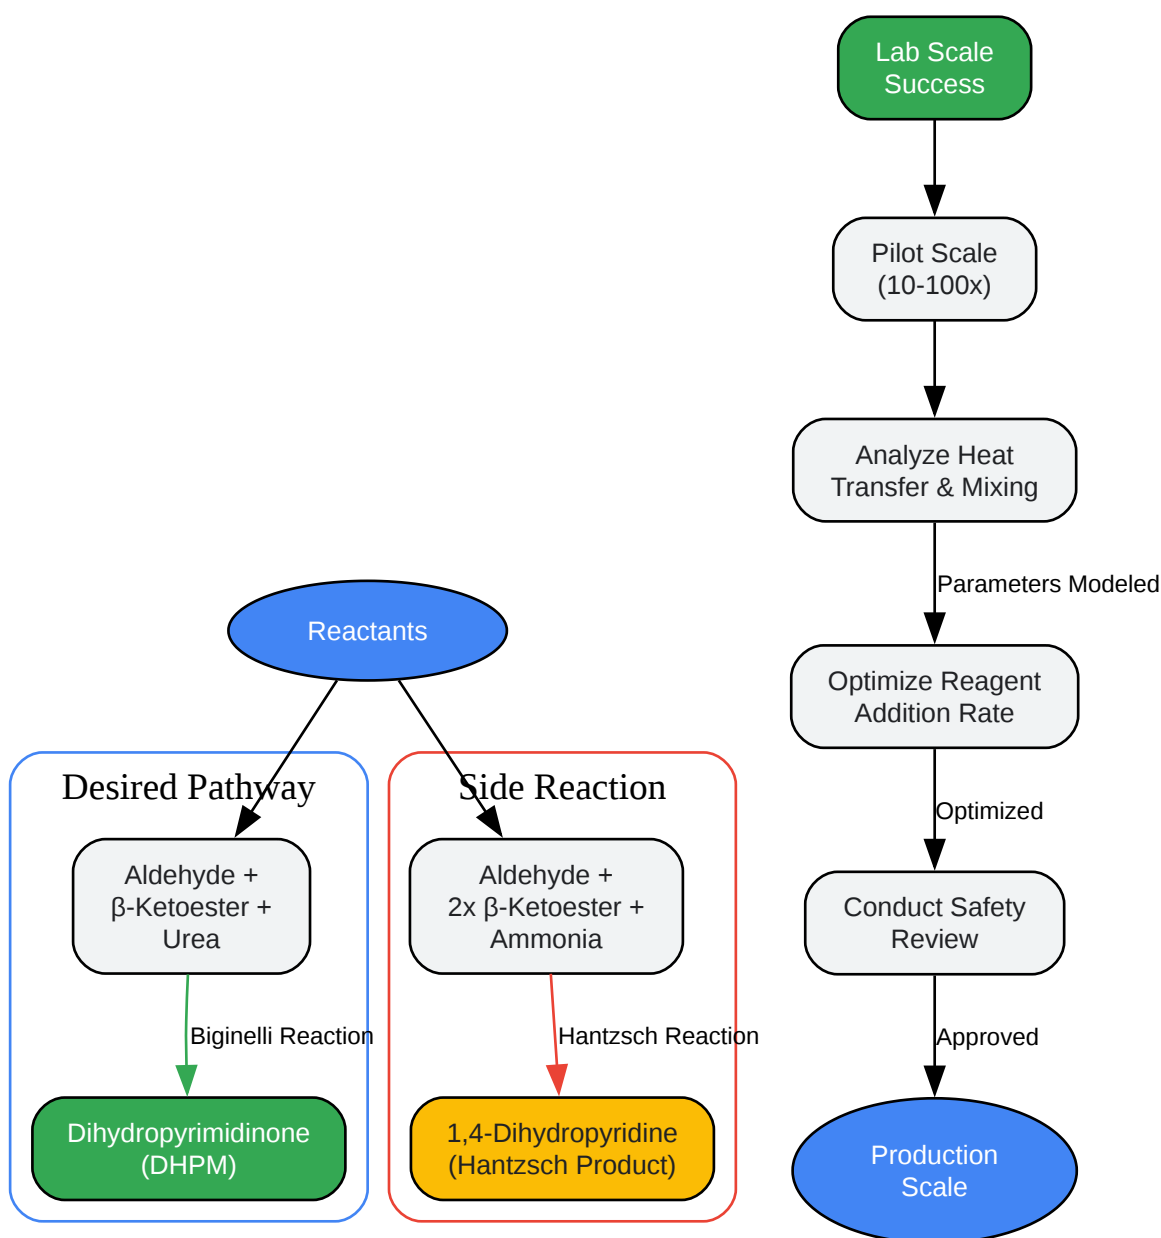 Lab Scale
Success
Pilot Scale
(10-100x)
Analyze Heat
Transfer & Mixing
Parameters Modeled
Optimize Reagent
Addition Rate
Optimized
Conduct Safety
Review
Approved
Production
Scale
Reactants
Desired Pathway
Aldehyde +
β-Ketoester +
Urea
Biginelli Reaction
Dihydropyrimidinone
(DHPM)
Side Reaction
Aldehyde +
2x β-Ketoester +
Ammonia
Hantzsch Reaction
1,4-Dihydropyridine
(Hantzsch Product)